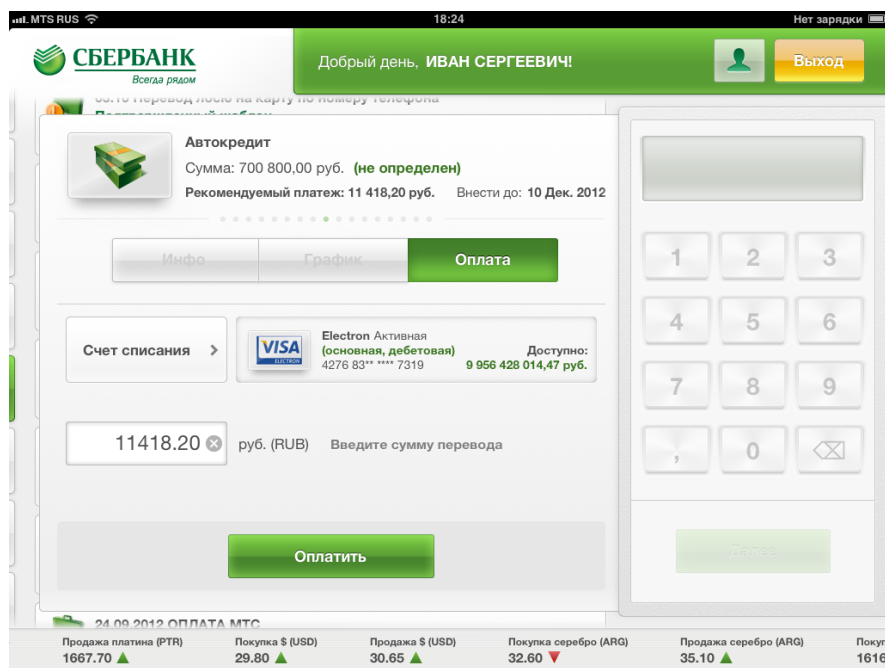 MTS RUS 18:24 Нет зарядки
СБЕРБАНК
Всегда рядом
Добрый день, ИВАН СЕРГЕЕВИЧ!
Выход
Автокредит
Сумма: 700 800,00 руб. (не определен)
Рекомендуемый платеж: 11 418,20 руб. Внести до: 10 Дек. 2012
Инфо График Оплата
Счет списания
VISA
ELECTRON
Electron Активная
(основная, дебетовая)
4276 83** **** 7319
Доступно:
9 956 428 014,47 руб.
11418.20 руб. (RUB) Введите сумму перевода
Оплатить
1 2 3
4 5 6
7 8 9
, 0
Далее
24.09.2012 ОПЛАТА МТС
Продажа платина (PTR) Покупка $ (USD) Продажа $ (USD) Покупка серебро (ARG) Продажа серебро (ARG)
1667.70 29.80 30.65 32.60 35.10 1616